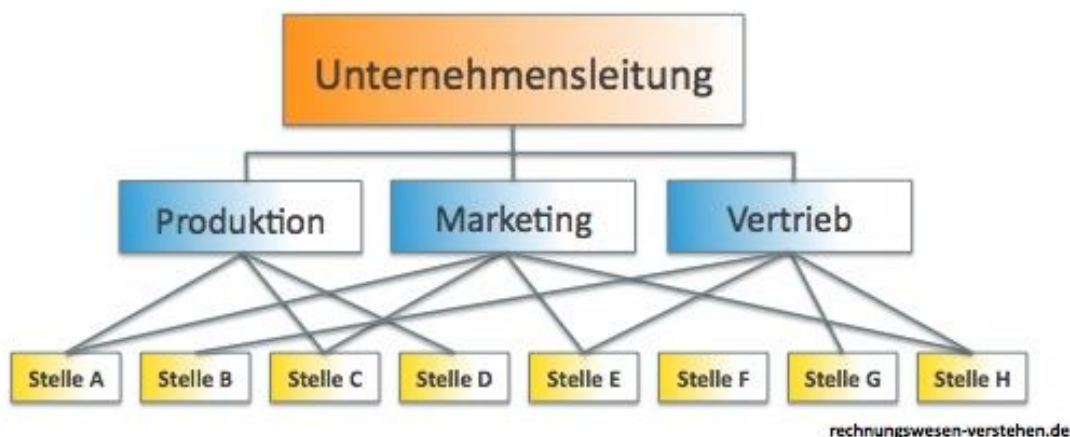 Unternehmensleitung
Produktion
Marketing
Vertrieb
Stelle A
Stelle B
Stelle C
Stelle D
Stelle E
Stelle F
Stelle G
Stelle H
rechnungswesen-verstehen.de